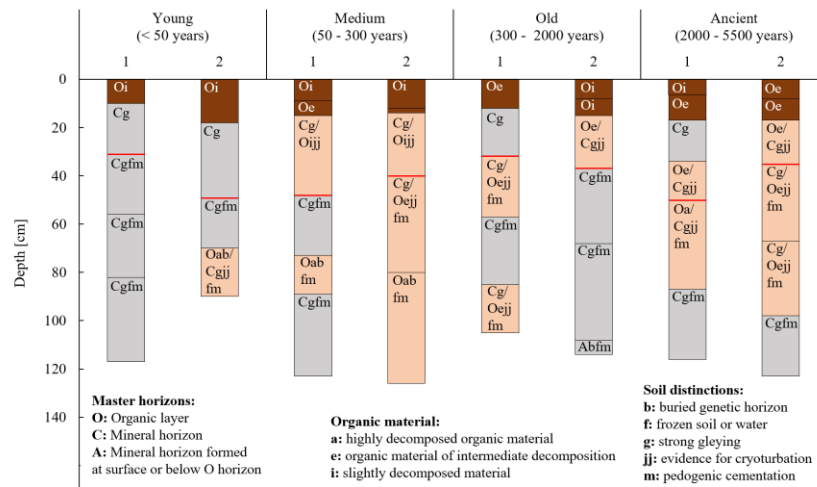 Young
(< 50 years)
Medium
(50 - 300 years)
Old
(300 - 2000 years)
Ancient
(2000 - 5500 years)
1 2 1 2 1 2 1 2
Depth [cm]
0
20
40
60
80
100
120
140
Oi
Cg
Cgfm
Cgfm
Cgfm
Oi
Cg
Cgfm
Oab/
Cgjj
fm
Oi
Oe
Cg/
Oijj
Cgfm
Oab
fm
Cgfm
Oi
Cg/
Oijj
Cg/
Oejj
fm
Oab
fm
Oe
Cg
Cg/
Oejj
fm
Cgfm
Cg/
Oejj
fm
Oi
Oi
Oe/
Cgjj
Cgfm
Cgfm
Abfm
Oi
Oe
Cg
Oe/
Cgjj
Oa/
Cgjj
fm
Cgfm
Oe
Oe
Oe/
Cgjj
Cg/
Oejj
fm
Cg/
Oejj
fm
Cgfm
Master horizons:
O: Organic layer
C: Mineral horizon
A: Mineral horizon formed
at surface or below O horizon
Organic material:
a: highly decomposed organic material
e: organic material of intermediate decomposition
i: slightly decomposed material
Soil distinctions:
b: buried genetic horizon
f: frozen soil or water
g: strong gleying
jj: evidence for cryoturbation
m: pedogenic cementation